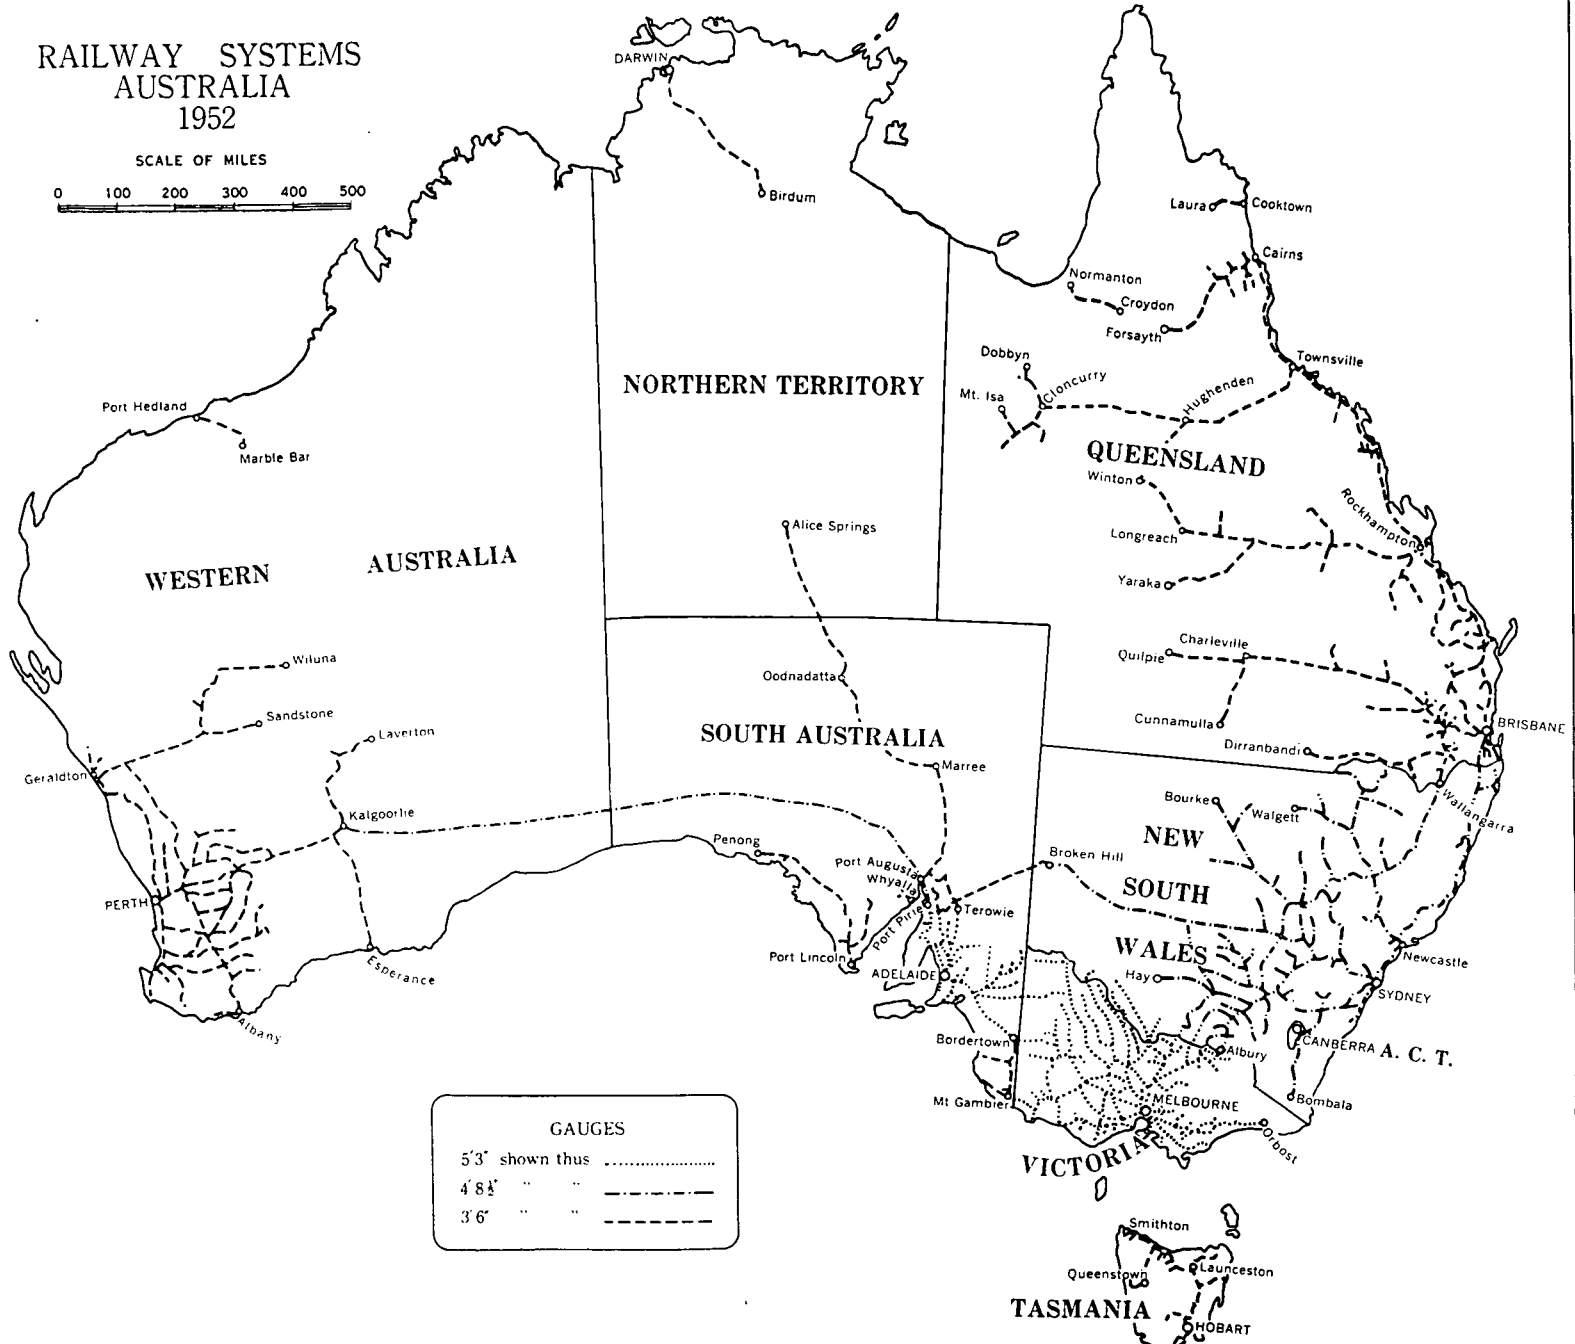 RAILWAY SYSTEMS
AUSTRALIA
1952
SCALE OF MILES
0 100 200 300 400 500
DARWIN
Birdum
Laura
Cooktown
Cairns
Normanton
Croydon
Forsayth
Townsville
Dobbyn
Cloncurry
Mt. Isa
Hughenden
NORTHERN TERRITORY
Port Hedland
Marble Bar
QUEENSLAND
Winton
Rockhampton
Alice Springs
Longreach
WESTERN AUSTRALIA
Yaraka
Charleville
Quilpie
Wiluna
Oodnadatta
Sandstone
Cunnamulla
BRISBANE
Laverton
SOUTH AUSTRALIA
Dirranbandi
Marree
Geraldton
Wallangarra
Bourke
Walgett
Kalgoorlie
NEW
Penong
Port Augusta
Broken Hill
Whyalla
SOUTH
PERTH
Port Pirie
Terowie
WALES
Port Lincoln
Newcastle
Esperance
ADELAIDE
Hay
SYDNEY
Albany
Bordertown
CANBERRA A. C. T.
Albury
Mt Gambier
MELBOURNE
Bombala
Orbost
VICTORIA
GAUGES
5'3" shown thus
4'8½" " "
3'6" " "
Smithton
Queenstown
Launceston
TASMANIA
HOBART